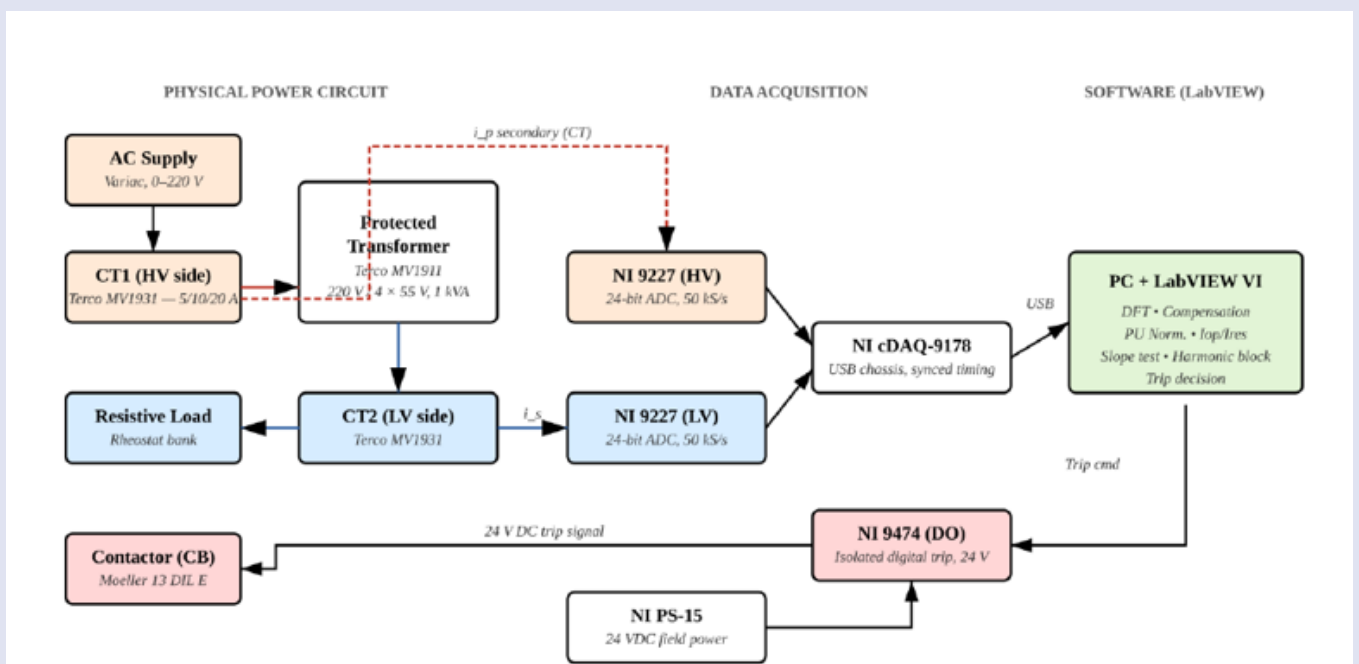 PHYSICAL POWER CIRCUIT
DATA ACQUISITION
SOFTWARE (LabVIEW)
i_p secondary (CT)
AC Supply
Variac, 0–220 V
Protected
Transformer
Terco MV1911
220 V / 4 × 55 V, 1 kVA
CT1 (HV side)
Terco MV1931 — 5/10/20 A
NI 9227 (HV)
24-bit ADC, 50 kS/s
PC + LabVIEW VI
DFT • Compensation
PU Norm. • Iop/Ires
Slope test • Harmonic block
Trip decision
USB
NI cDAQ-9178
USB chassis, synced timing
Resistive Load
Rheostat bank
CT2 (LV side)
Terco MV1931
i_s
NI 9227 (LV)
24-bit ADC, 50 kS/s
Trip cmd
24 V DC trip signal
NI 9474 (DO)
Isolated digital trip, 24 V
Contactor (CB)
Moeller 13 DIL E
NI PS-15
24 VDC field power